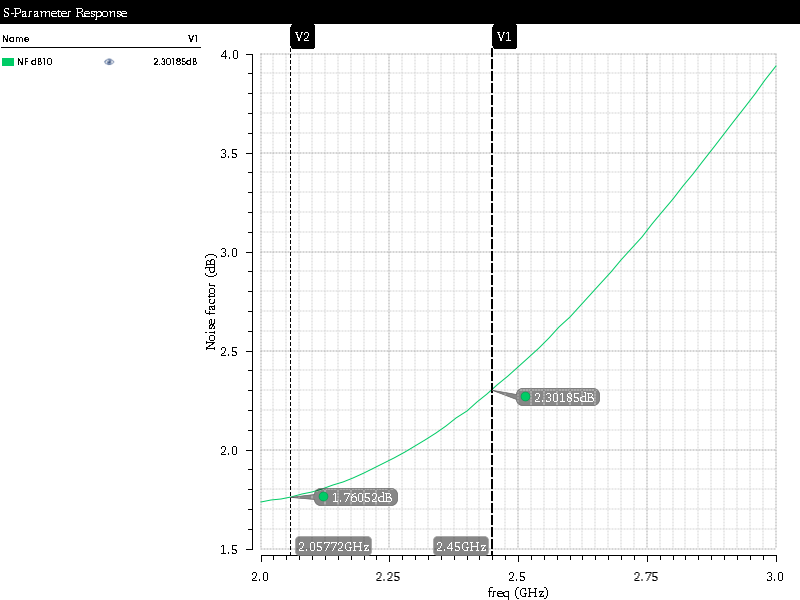 S-Parameter Response
Name V1
NF dB10 2.30185dB
V2 V1
4.0
3.5
3.0
2.5
2.0
1.5
Noise factor (dB)
2.30185dB
1.76052dB
2.05772GHz 2.45GHz
2.0 2.25 2.5 2.75 3.0
freq (GHz)